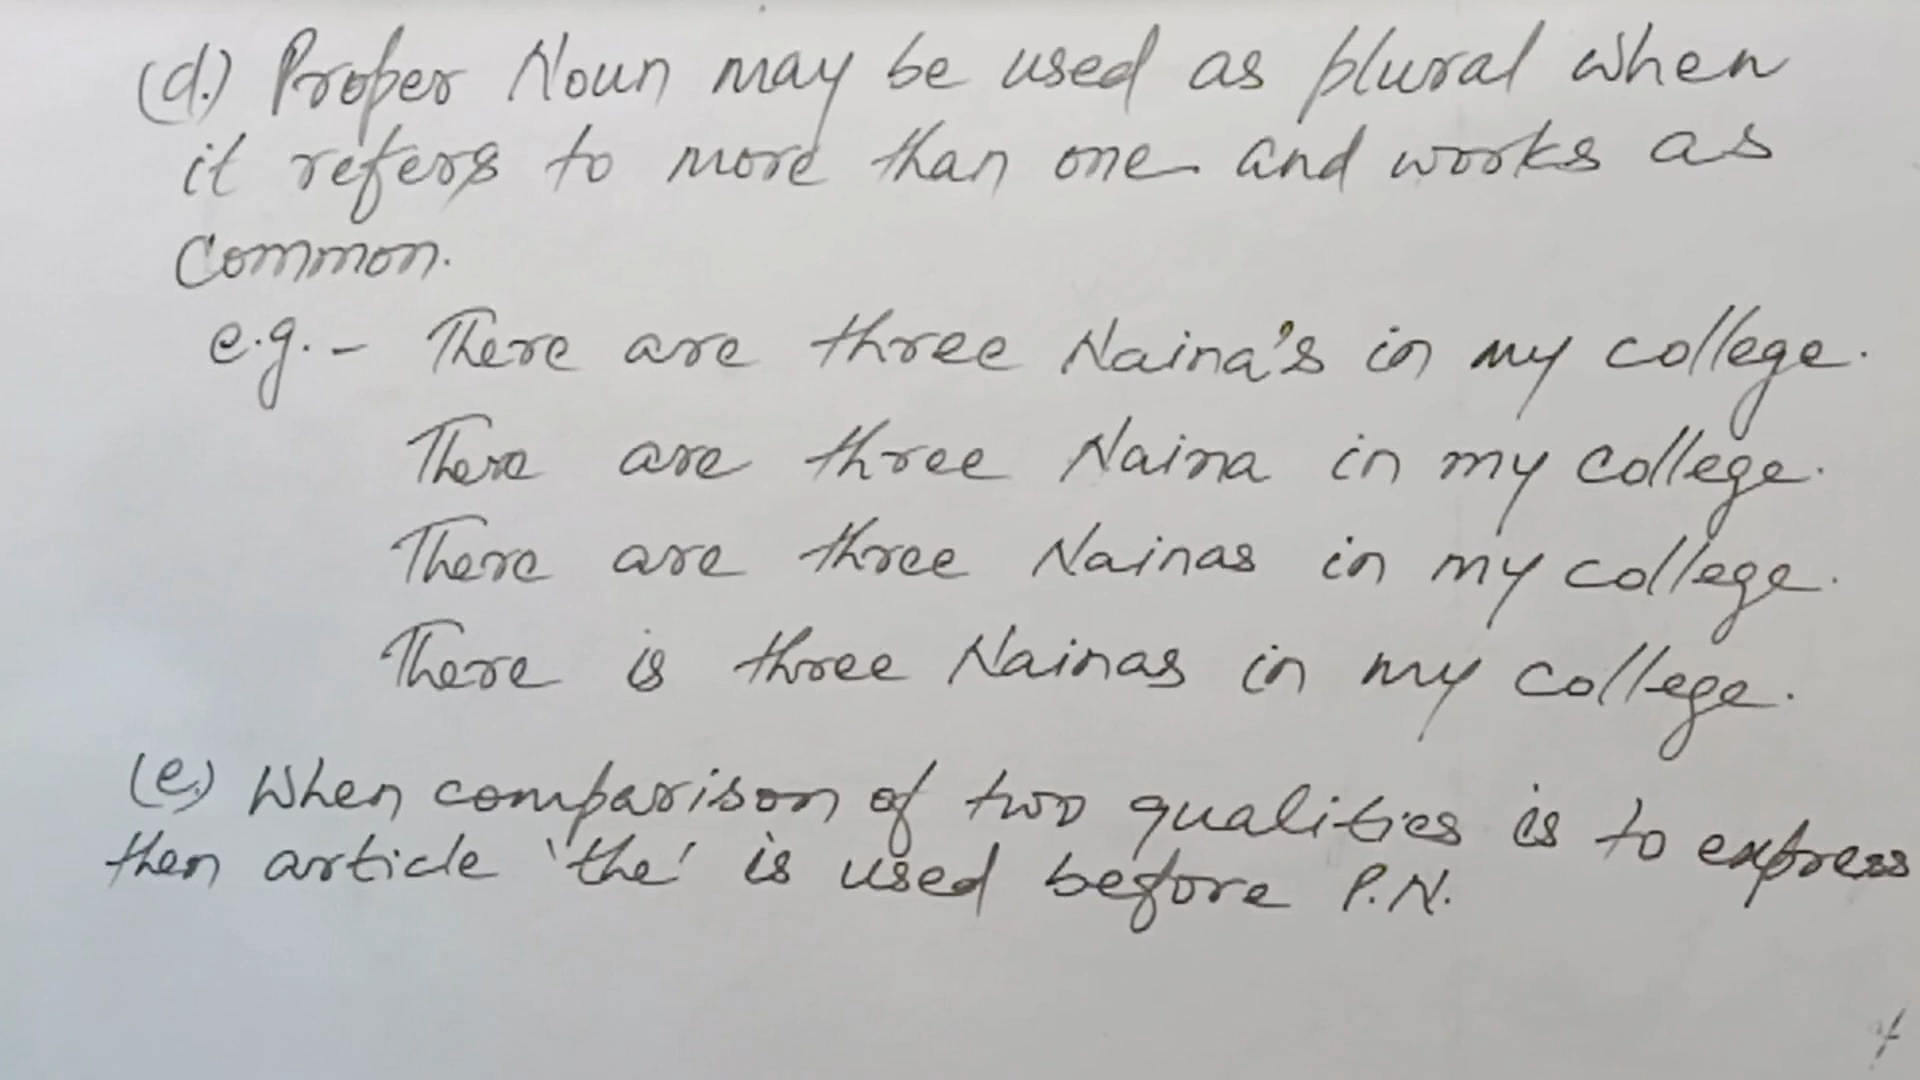 (d.) Proper Noun may be used as plural when
it refers to more than one and works as
Common.
e.g. - There are three Naina's in my college.
There are three Naina in my college.
There are three Nainas in my college.
There is three Nainas in my college.
(e.) When comparison of two qualities is to express
then article 'the' is used before P.N.